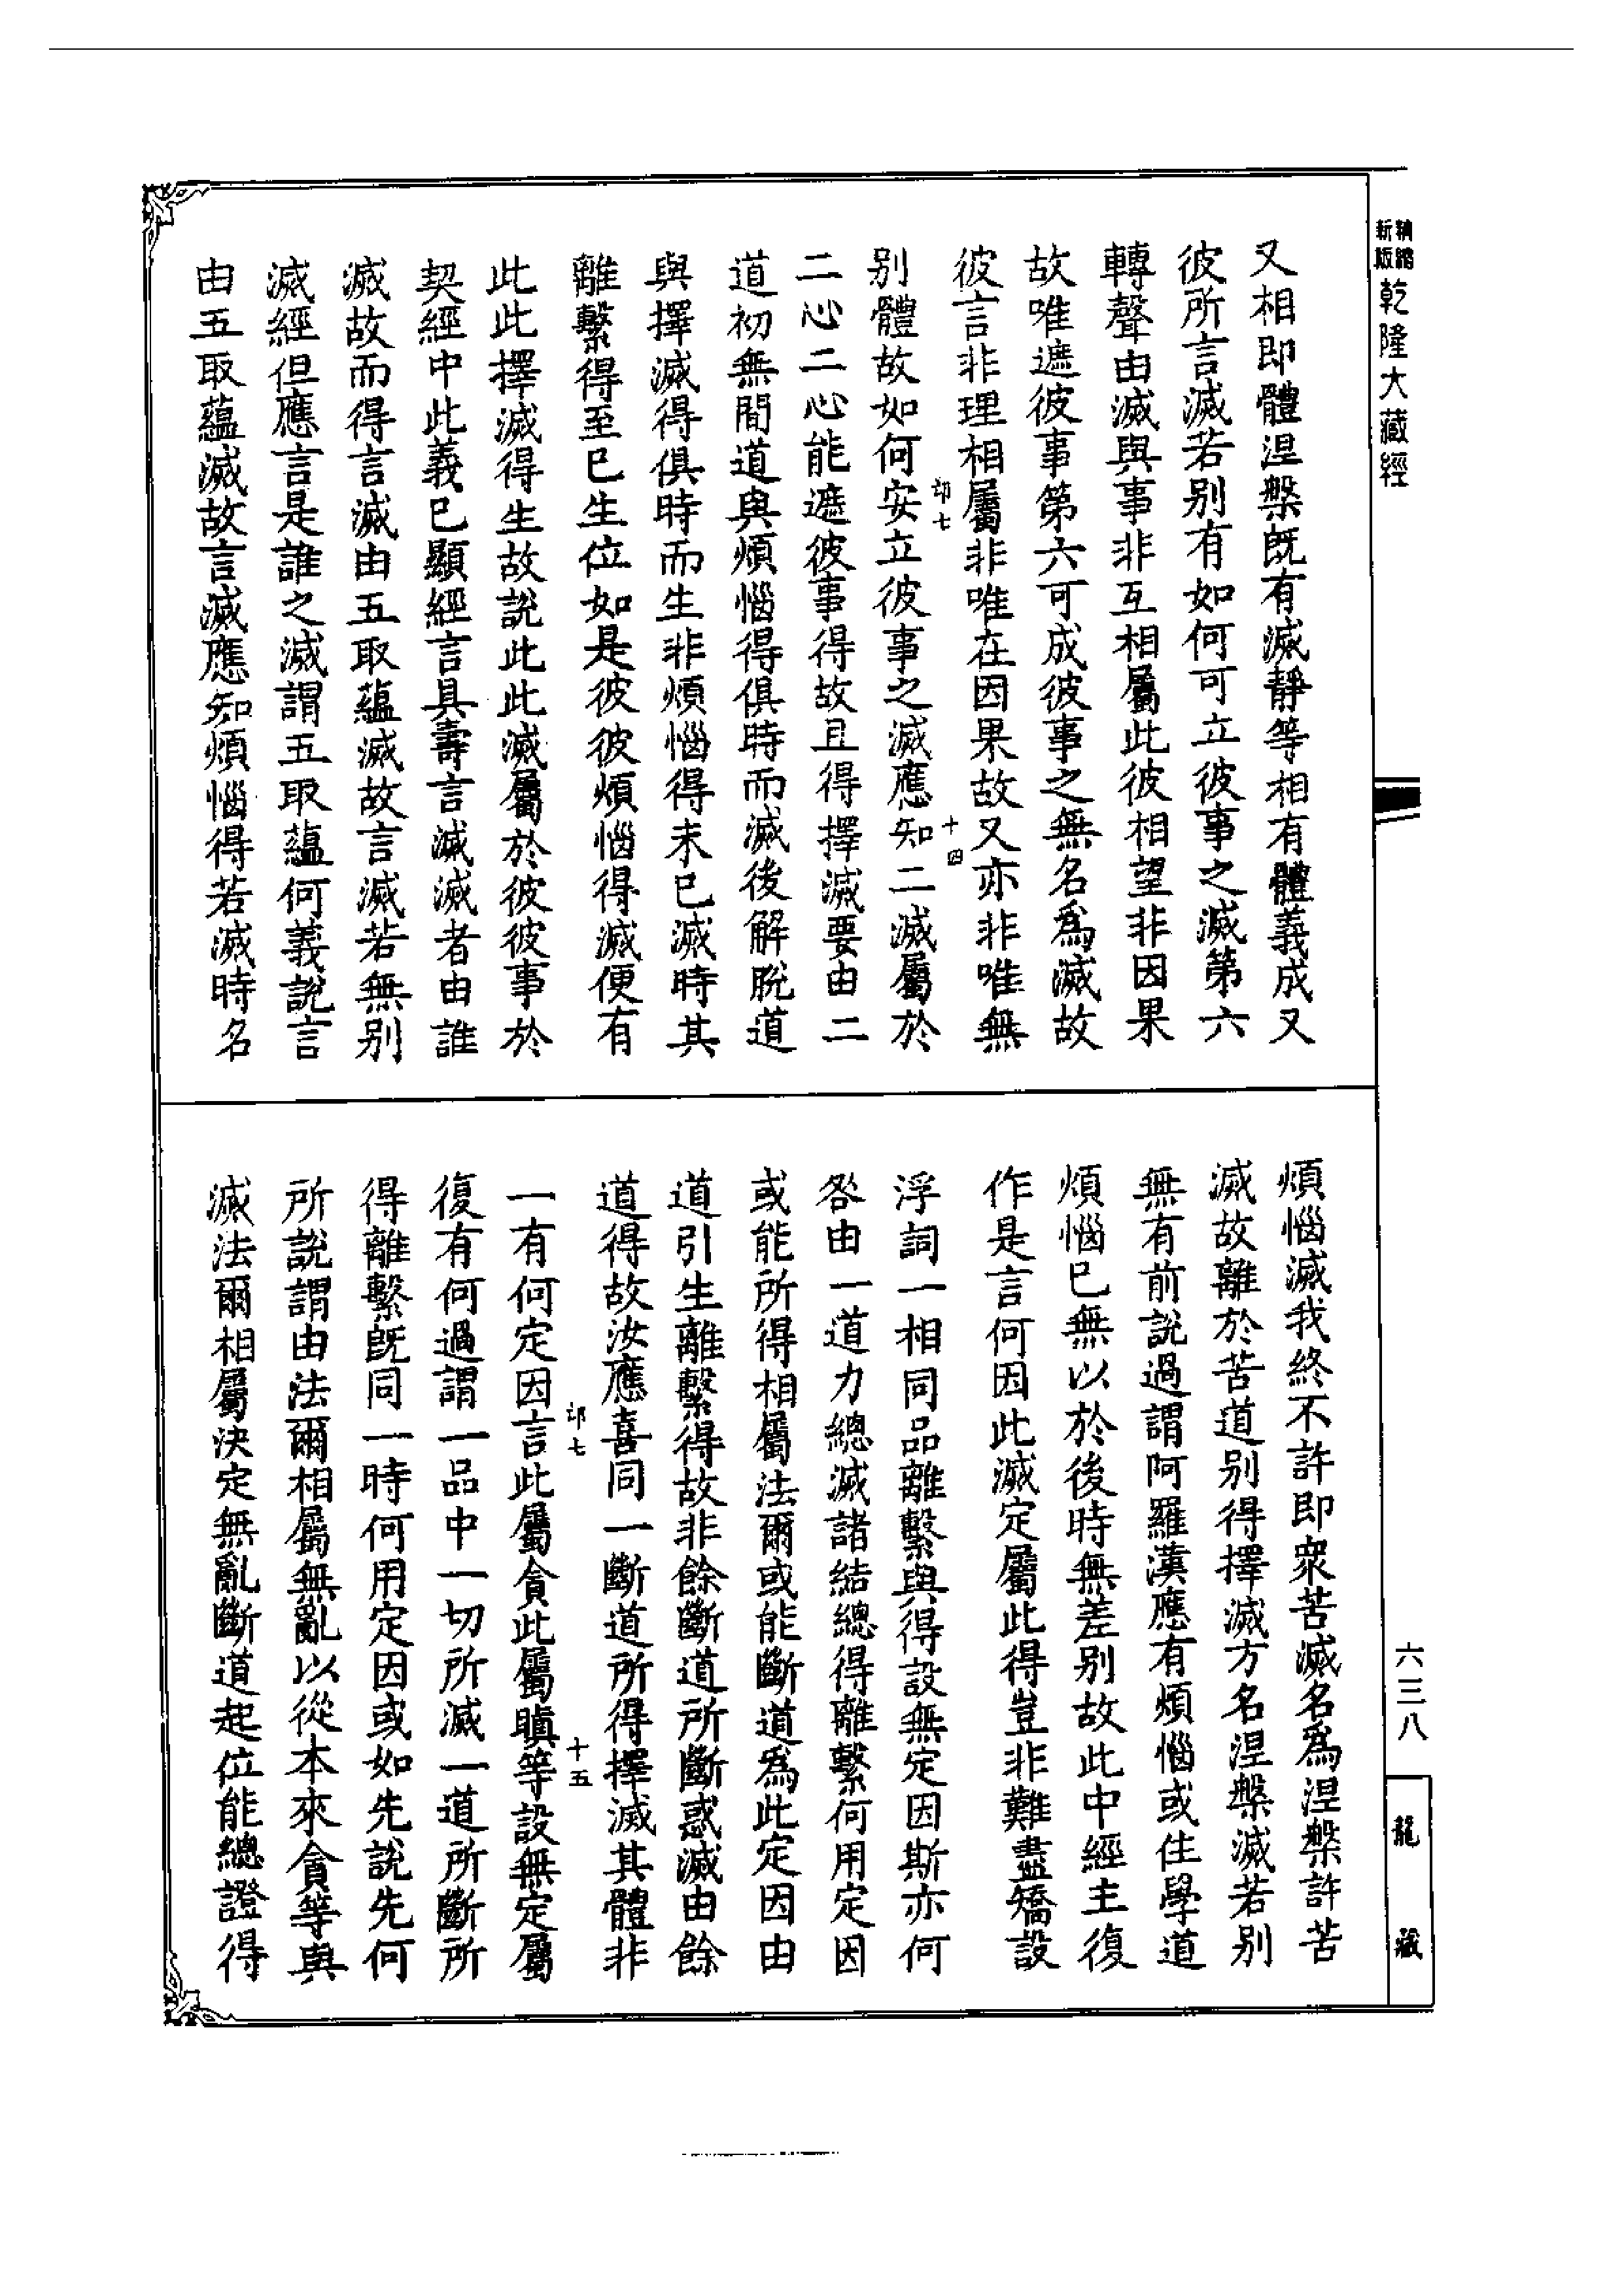 新版精縮乾隆大藏經
又相即體涅槃旣有滅靜等相有體義成又
彼所言滅若别有如何可立彼事之滅第六
轉聲由滅與事非互相屬此彼相望非因果
故唯遮彼事第六可成彼事之無名爲滅故
彼言非理相屬非唯在因果故又亦非唯無
卲七
十四
别體故如何安立彼事之滅應知二滅屬於
二心二心能遮彼事得故且得擇滅要由二
道初無間道與煩惱得俱時而滅後解脫道
與擇滅得俱時而生非煩惱得未已滅時其
離繫得至已生位如是彼彼煩惱得滅便有
此此擇滅得生故説此此滅屬於彼彼事於
契經中此義已顯經言具壽言滅滅者由誰
滅故而得言滅由五取蘊滅故言滅若無别
滅經但應言是誰之滅謂五取蘊何義説言
由五取蘊滅故言滅應知煩惱得若滅時名
煩惱滅我終不許即衆苦滅名爲涅槃許苦
滅故離於苦道别得擇滅方名涅槃滅若别
無有前説過謂阿羅漢應有煩惱或住學道
煩惱已無以於後時無差别故此中經主復
作是言何因此滅定屬此得豈非難盡矯設
浮詞一相同品離繫與得設無定因斯亦何
咎由一道力總滅諸結總得離繫何用定因
或能所得相屬法爾或能斷道爲此定因由
道引生離繫得故非餘斷道所斷惑滅由餘
道得故汝應喜同一斷道所得擇滅其體非
卲七
十五
一有何定因言此屬貪此屬瞋等設無定屬
復有何過謂一品中一切所滅一道所斷所
得離繫旣同一時何用定因或如先説先何
所説謂由法爾相屬無亂以從本來貪等與
滅法爾相屬決定無亂斷道起位能總證得
六三八
龍藏